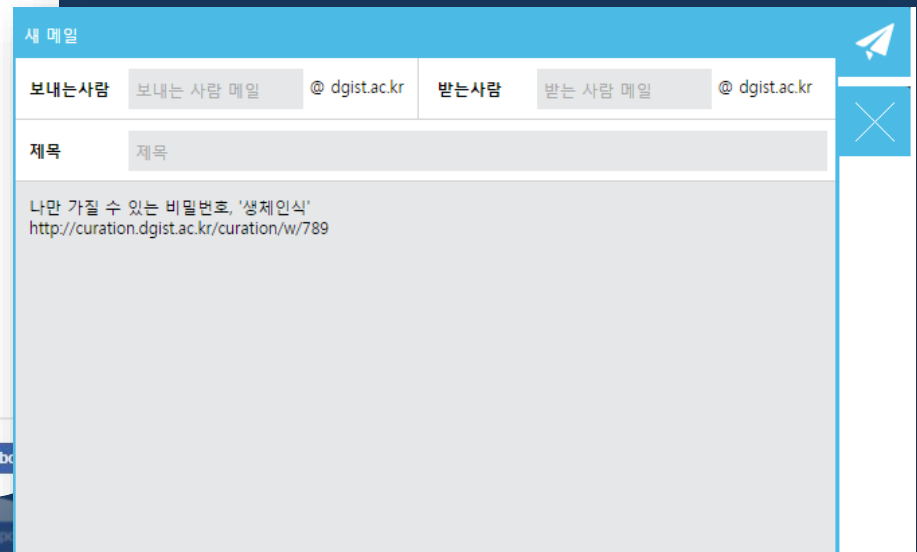 새 메일
보내는사람 보내는 사람 메일 @ dgist.ac.kr 받는사람 받는 사람 메일 @ dgist.ac.kr
제목 제목
나만 가질 수 있는 비밀번호, '생체인식'
http://curation.dgist.ac.kr/curation/w/789